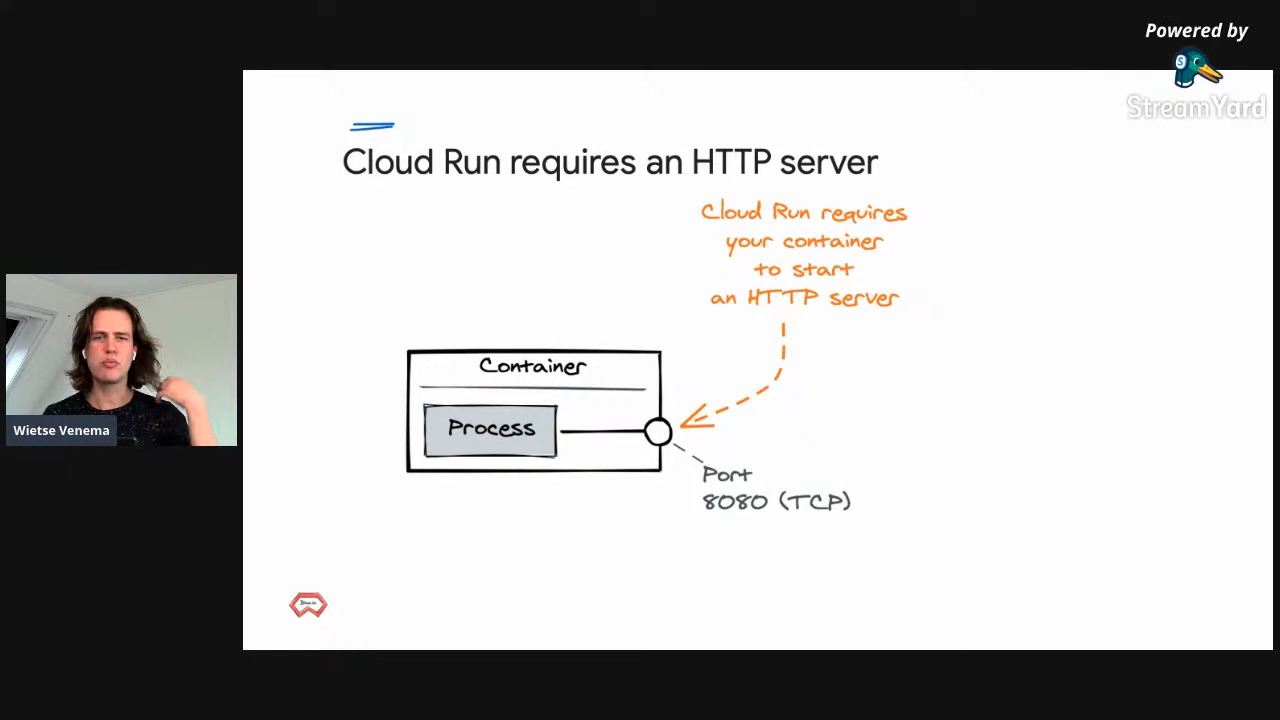 Powered by
StreamYard
Cloud Run requires an HTTP server
Cloud Run requires
your container
to start
an HTTP server
Container
Process
Port
8080 (TCP)
Wietse Venema